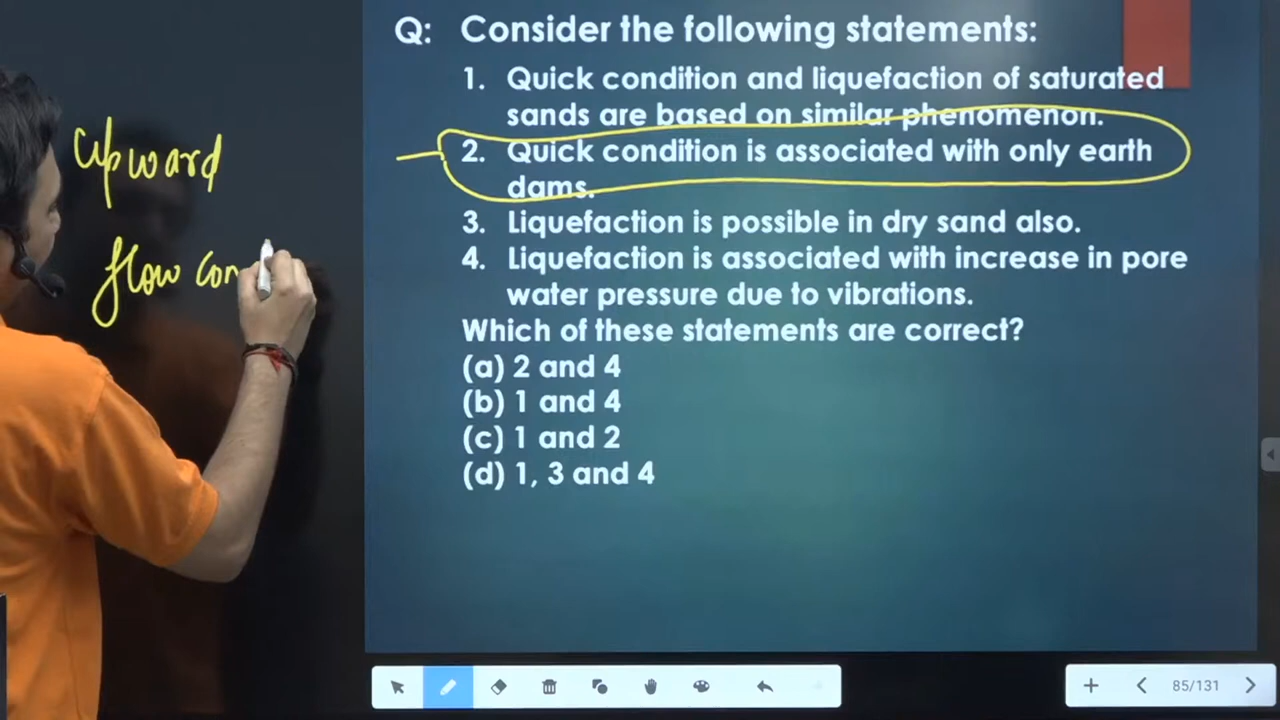 Q: Consider the following statements:
1. Quick condition and liquefaction of saturated
sands are based on similar phenomenon.
2. Quick condition is associated with only earth
dams.
3. Liquefaction is possible in dry sand also.
4. Liquefaction is associated with increase in pore
water pressure due to vibrations.
Which of these statements are correct?
(a) 2 and 4
(b) 1 and 4
(c) 1 and 2
(d) 1, 3 and 4
Upward
flow con
85/131